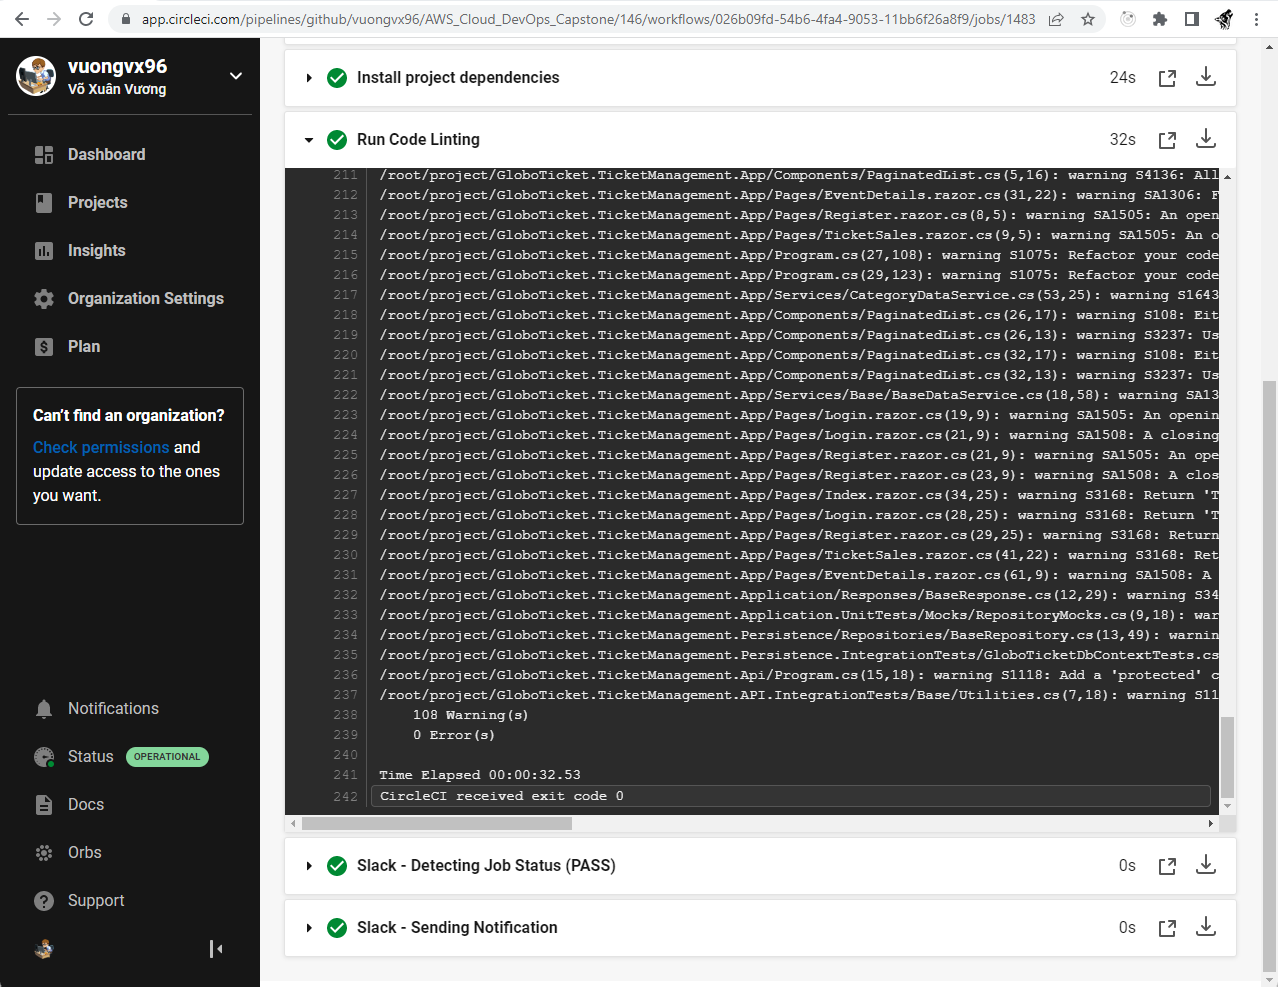 app.circleci.com/pipelines/github/vuongvx96/AWS_Cloud_DevOps_Capstone/146/workflows/026b09fd-54b6-4fa4-9053-11bb6f26a8f9/jobs/1483
vuongvx96
Võ Xuân Vương
Dashboard
Projects
Insights
Organization Settings
Plan
Can't find an organization?
Check permissions and
update access to the ones
you want.
Notifications
Status OPERATIONAL
Docs
Orbs
Support
Install project dependencies 24s
Run Code Linting 32s
211 /root/project/GloboTicket.TicketManagement.App/Components/PaginatedList.cs(5,16): warning S4136: All
212 /root/project/GloboTicket.TicketManagement.App/Pages/EventDetails.razor.cs(31,22): warning SA1306: F
213 /root/project/GloboTicket.TicketManagement.App/Pages/Register.razor.cs(8,5): warning SA1505: An open
214 /root/project/GloboTicket.TicketManagement.App/Pages/TicketSales.razor.cs(9,5): warning SA1505: An o
215 /root/project/GloboTicket.TicketManagement.App/Program.cs(27,108): warning S1075: Refactor your code
216 /root/project/GloboTicket.TicketManagement.App/Program.cs(29,123): warning S1075: Refactor your code
217 /root/project/GloboTicket.TicketManagement.App/Services/CategoryDataService.cs(53,25): warning S1643
218 /root/project/GloboTicket.TicketManagement.App/Components/PaginatedList.cs(26,17): warning S108: Eit
219 /root/project/GloboTicket.TicketManagement.App/Components/PaginatedList.cs(26,13): warning S3237: Us
220 /root/project/GloboTicket.TicketManagement.App/Components/PaginatedList.cs(32,17): warning S108: Eit
221 /root/project/GloboTicket.TicketManagement.App/Components/PaginatedList.cs(32,13): warning S3237: Us
222 /root/project/GloboTicket.TicketManagement.App/Services/Base/BaseDataService.cs(18,58): warning SA13
223 /root/project/GloboTicket.TicketManagement.App/Pages/Login.razor.cs(19,9): warning SA1505: An openin
224 /root/project/GloboTicket.TicketManagement.App/Pages/Login.razor.cs(21,9): warning SA1508: A closing
225 /root/project/GloboTicket.TicketManagement.App/Pages/Register.razor.cs(21,9): warning SA1505: An ope
226 /root/project/GloboTicket.TicketManagement.App/Pages/Register.razor.cs(23,9): warning SA1508: A clos
227 /root/project/GloboTicket.TicketManagement.App/Pages/Index.razor.cs(34,25): warning S3168: Return 'T
228 /root/project/GloboTicket.TicketManagement.App/Pages/Login.razor.cs(28,25): warning S3168: Return 'T
229 /root/project/GloboTicket.TicketManagement.App/Pages/Register.razor.cs(29,25): warning S3168: Return
230 /root/project/GloboTicket.TicketManagement.App/Pages/TicketSales.razor.cs(41,22): warning S3168: Ret
231 /root/project/GloboTicket.TicketManagement.App/Pages/EventDetails.razor.cs(61,9): warning SA1508: A
232 /root/project/GloboTicket.TicketManagement.Application/Responses/BaseResponse.cs(12,29): warning S34
233 /root/project/GloboTicket.TicketManagement.Application.UnitTests/Mocks/RepositoryMocks.cs(9,18): war
234 /root/project/GloboTicket.TicketManagement.Persistence/Repositories/BaseRepository.cs(13,49): warnin
235 /root/project/GloboTicket.TicketManagement.Persistence.IntegrationTests/GloboTicketDbContextTests.cs
236 /root/project/GloboTicket.TicketManagement.Api/Program.cs(15,18): warning S1118: Add a 'protected' c
237 /root/project/GloboTicket.TicketManagement.API.IntegrationTests/Base/Utilities.cs(7,18): warning S11
238 108 Warning(s)
239 0 Error(s)
240
241 Time Elapsed 00:00:32.53
242 CircleCI received exit code 0
Slack - Detecting Job Status (PASS) 0s
Slack - Sending Notification 0s